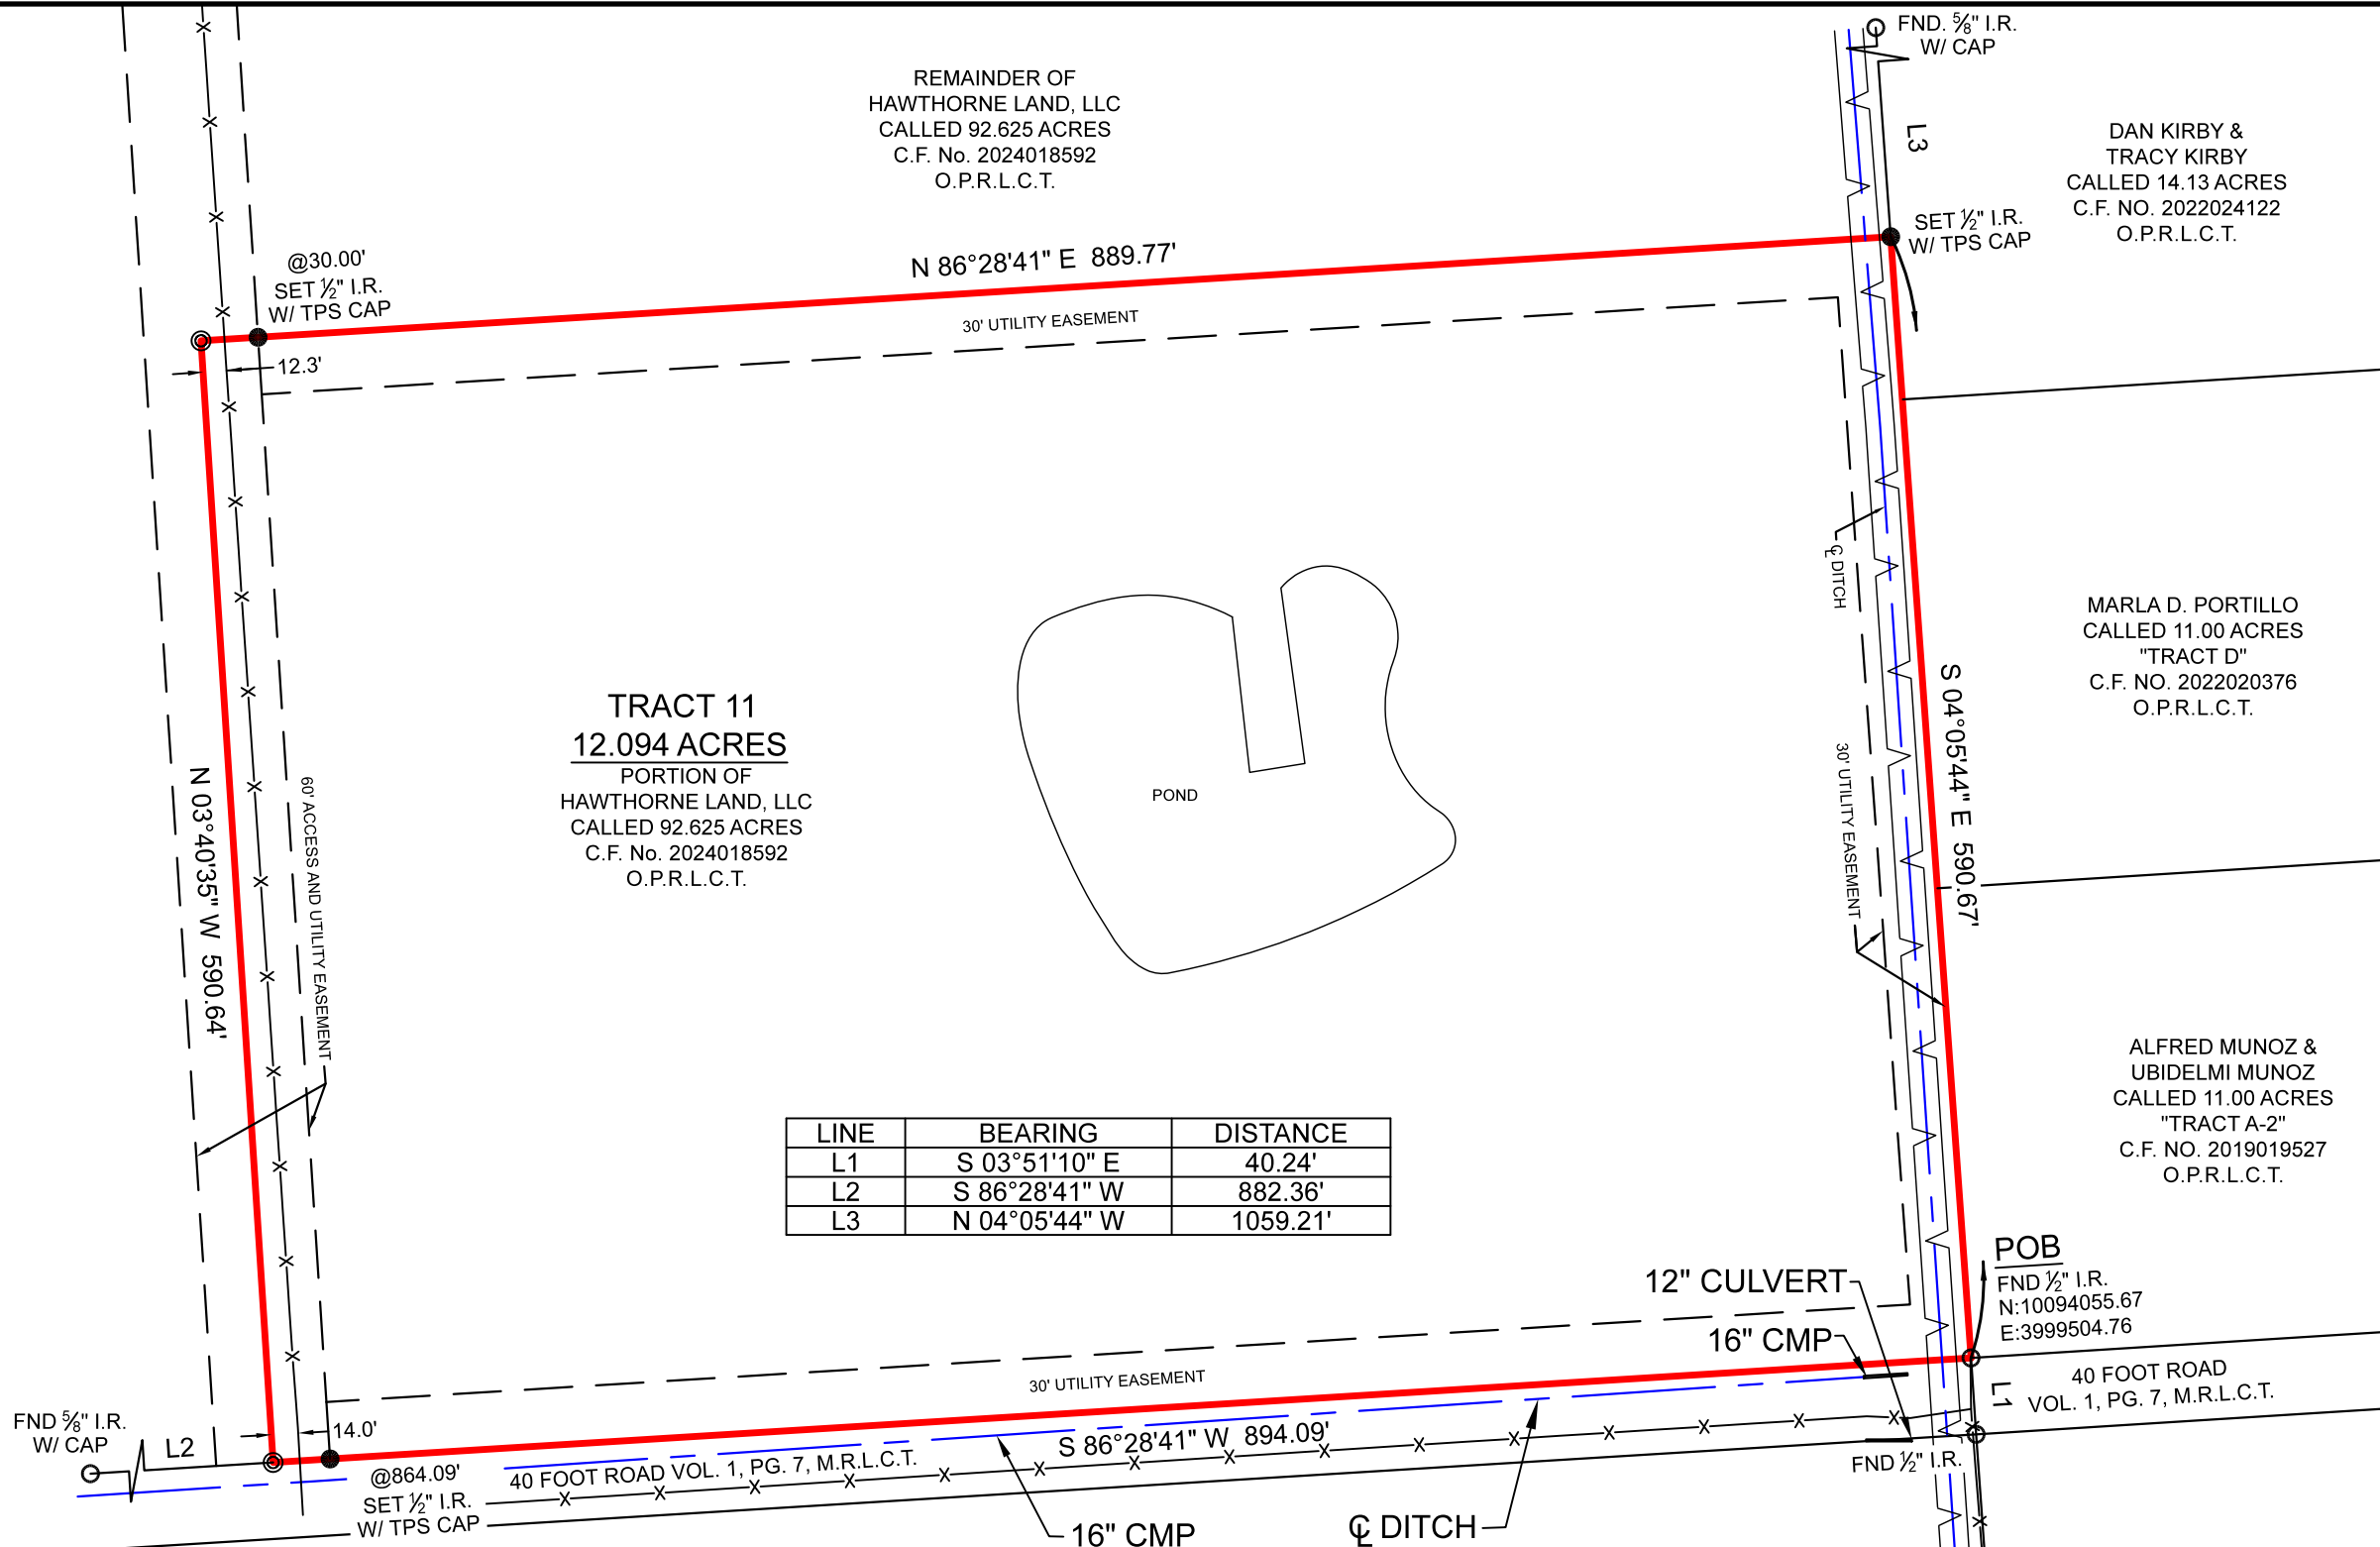 FND. 5⁄8" I.R.
W/ CAP
REMAINDER OF
HAWTHORNE LAND, LLC
CALLED 92.625 ACRES
C.F. No. 2024018592
O.P.R.L.C.T.
L3
DAN KIRBY &
TRACY KIRBY
CALLED 14.13 ACRES
C.F. NO. 2022024122
O.P.R.L.C.T.
SET 1⁄2" I.R.
W/ TPS CAP
@30.00'
SET 1⁄2" I.R.
W/ TPS CAP
N 86°28'41" E 889.77'
30' UTILITY EASEMENT
12.3'
℄ DITCH
MARLA D. PORTILLO
CALLED 11.00 ACRES
"TRACT D"
C.F. NO. 2022020376
O.P.R.L.C.T.
S 04°05'44" E 590.67'
TRACT 11
12.094 ACRES
PORTION OF
HAWTHORNE LAND, LLC
CALLED 92.625 ACRES
C.F. No. 2024018592
O.P.R.L.C.T.
POND
30' UTILITY EASEMENT
N 03°40'35" W 590.64'
60' ACCESS AND UTILITY EASEMENT
ALFRED MUNOZ &
UBIDELMI MUNOZ
CALLED 11.00 ACRES
"TRACT A-2"
C.F. NO. 2019019527
O.P.R.L.C.T.
LINE BEARING DISTANCE
L1 S 03°51'10" E 40.24'
L2 S 86°28'41" W 882.36'
L3 N 04°05'44" W 1059.21'
POB
FND 1⁄2" I.R.
N:10094055.67
E:3999504.76
12" CULVERT
16" CMP
30' UTILITY EASEMENT
40 FOOT ROAD
VOL. 1, PG. 7, M.R.L.C.T.
L1
FND 5⁄8" I.R.
W/ CAP
L2
14.0'
S 86°28'41" W 894.09'
40 FOOT ROAD VOL. 1, PG. 7, M.R.L.C.T.
FND 1⁄2" I.R.
@864.09'
SET 1⁄2" I.R.
W/ TPS CAP
16" CMP
℄ DITCH